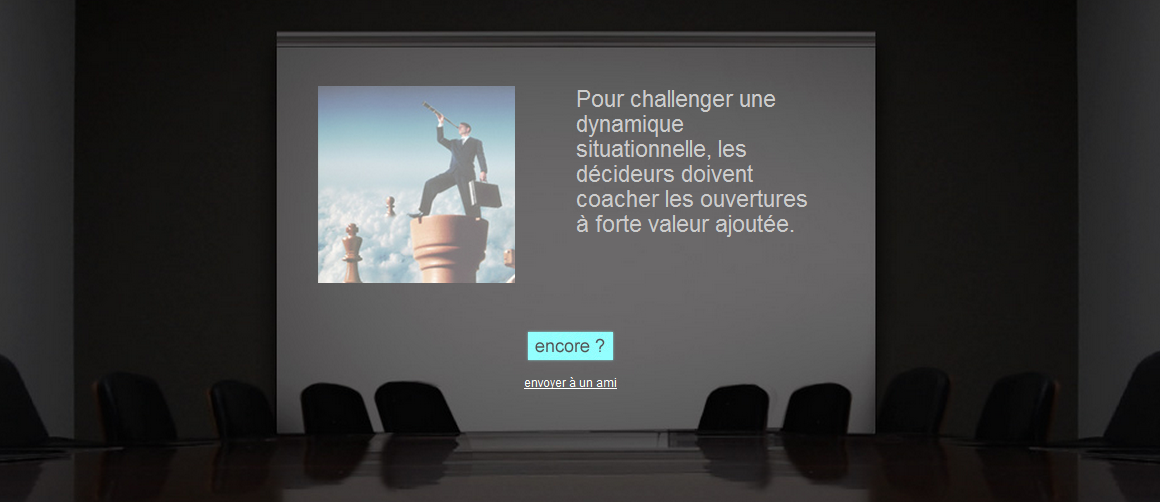 Pour challenger une
dynamique
situationnelle, les
décideurs doivent
coacher les ouvertures
à forte valeur ajoutée.
encore ?
envoyer à un ami